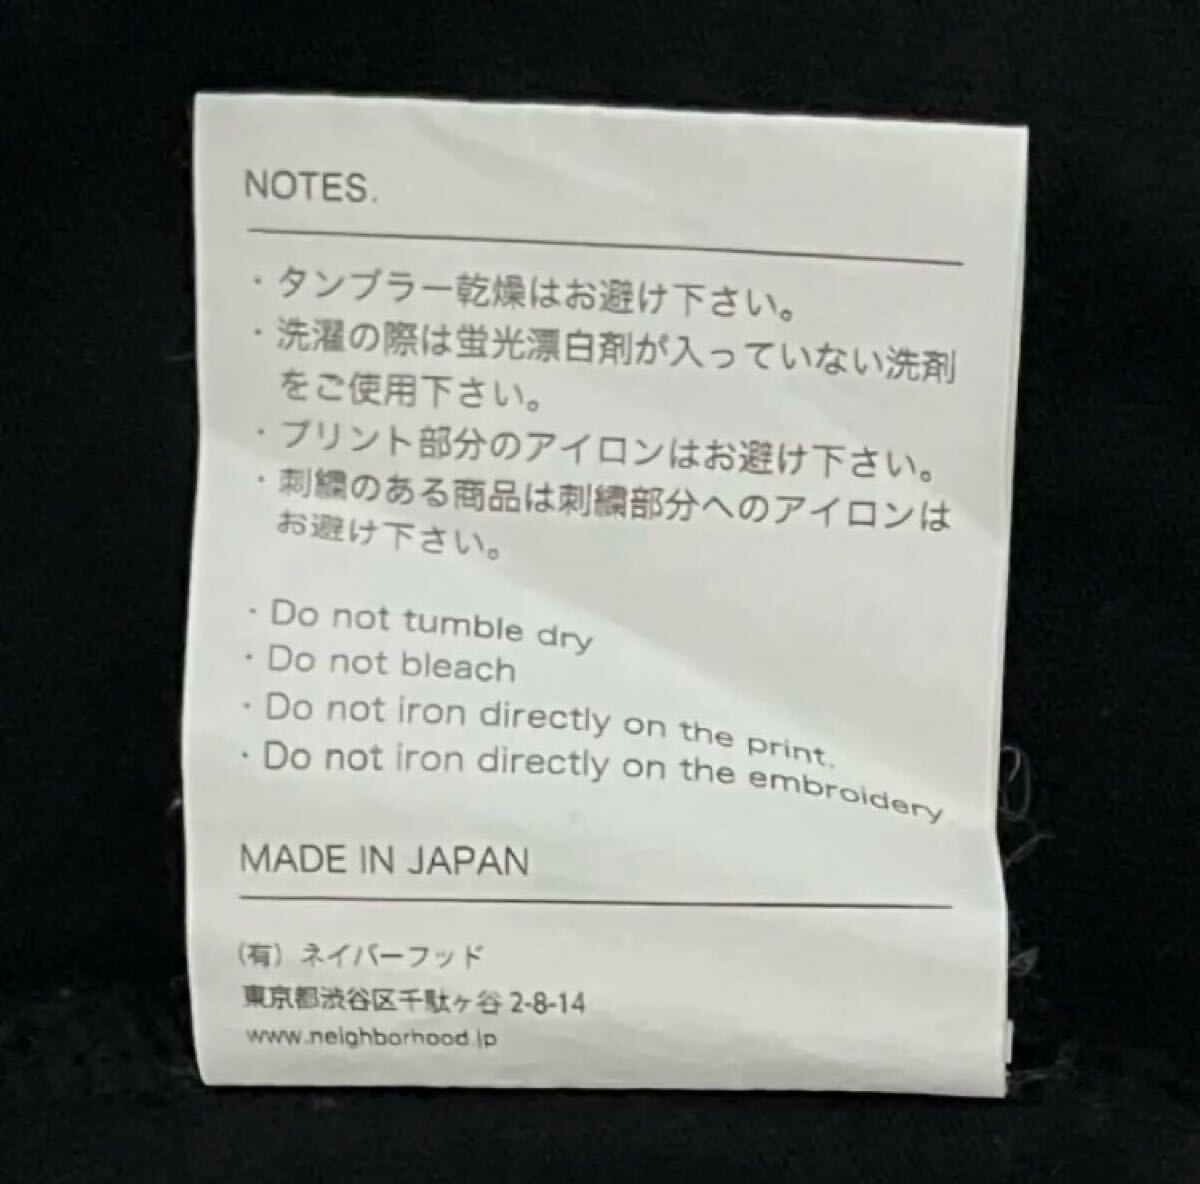 NOTES.
・タンブラー乾燥はお避け下さい。
・洗濯の際は蛍光漂白剤が入っていない洗剤
をご使用下さい。
・プリント部分のアイロンはお避け下さい。
・刺繍のある商品は刺繍部分へのアイロンは
お避け下さい。
・Do not tumble dry
・Do not bleach
・Do not iron directly on the print.
・Do not iron directly on the embroidery
MADE IN JAPAN
(有) ネイバーフッド
東京都渋谷区千駄ヶ谷 2-8-14
www.neighborhood.jp